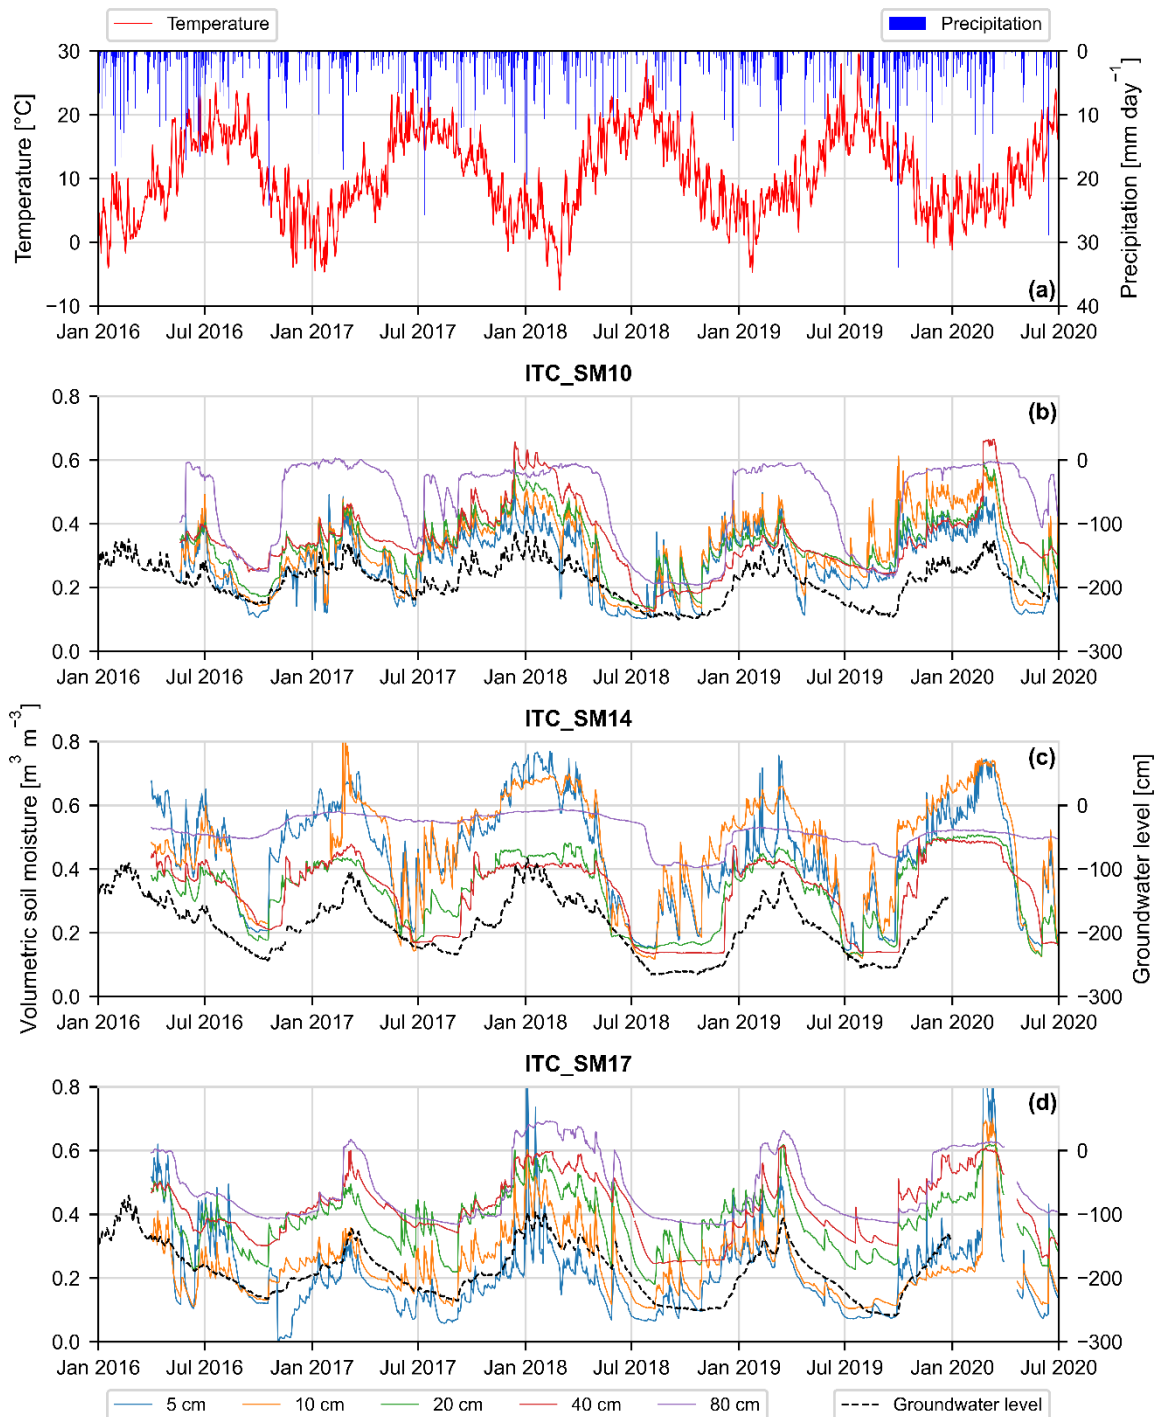 Temperature
Precipitation
30
20
10
0
−10
Temperature [°C]
0
10
20
30
40
Precipitation [mm day⁻¹]
(a)
Jan 2016 Jul 2016 Jan 2017 Jul 2017 Jan 2018 Jul 2018 Jan 2019 Jul 2019 Jan 2020 Jul 2020
ITC_SM10
(b)
0.8
0.6
0.4
0.2
0.0
0
−100
−200
−300
Jan 2016 Jul 2016 Jan 2017 Jul 2017 Jan 2018 Jul 2018 Jan 2019 Jul 2019 Jan 2020 Jul 2020
Volumetric soil moisture [m³ m⁻³]
ITC_SM14
(c)
0.8
0.6
0.4
0.2
0.0
0
−100
−200
−300
Groundwater level [cm]
Jan 2016 Jul 2016 Jan 2017 Jul 2017 Jan 2018 Jul 2018 Jan 2019 Jul 2019 Jan 2020 Jul 2020
ITC_SM17
(d)
0.8
0.6
0.4
0.2
0.0
0
−100
−200
−300
Jan 2016 Jul 2016 Jan 2017 Jul 2017 Jan 2018 Jul 2018 Jan 2019 Jul 2019 Jan 2020 Jul 2020
5 cm 10 cm 20 cm 40 cm 80 cm
Groundwater level